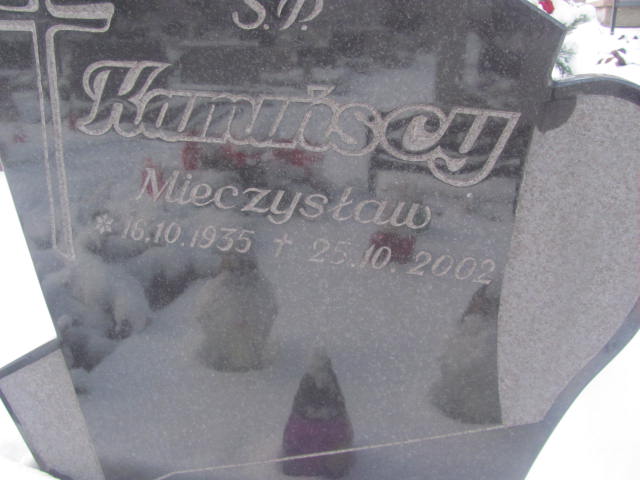 Ś.P.
Kamińscy
Mieczysław
* 16.10.1935 † 25.10.2002